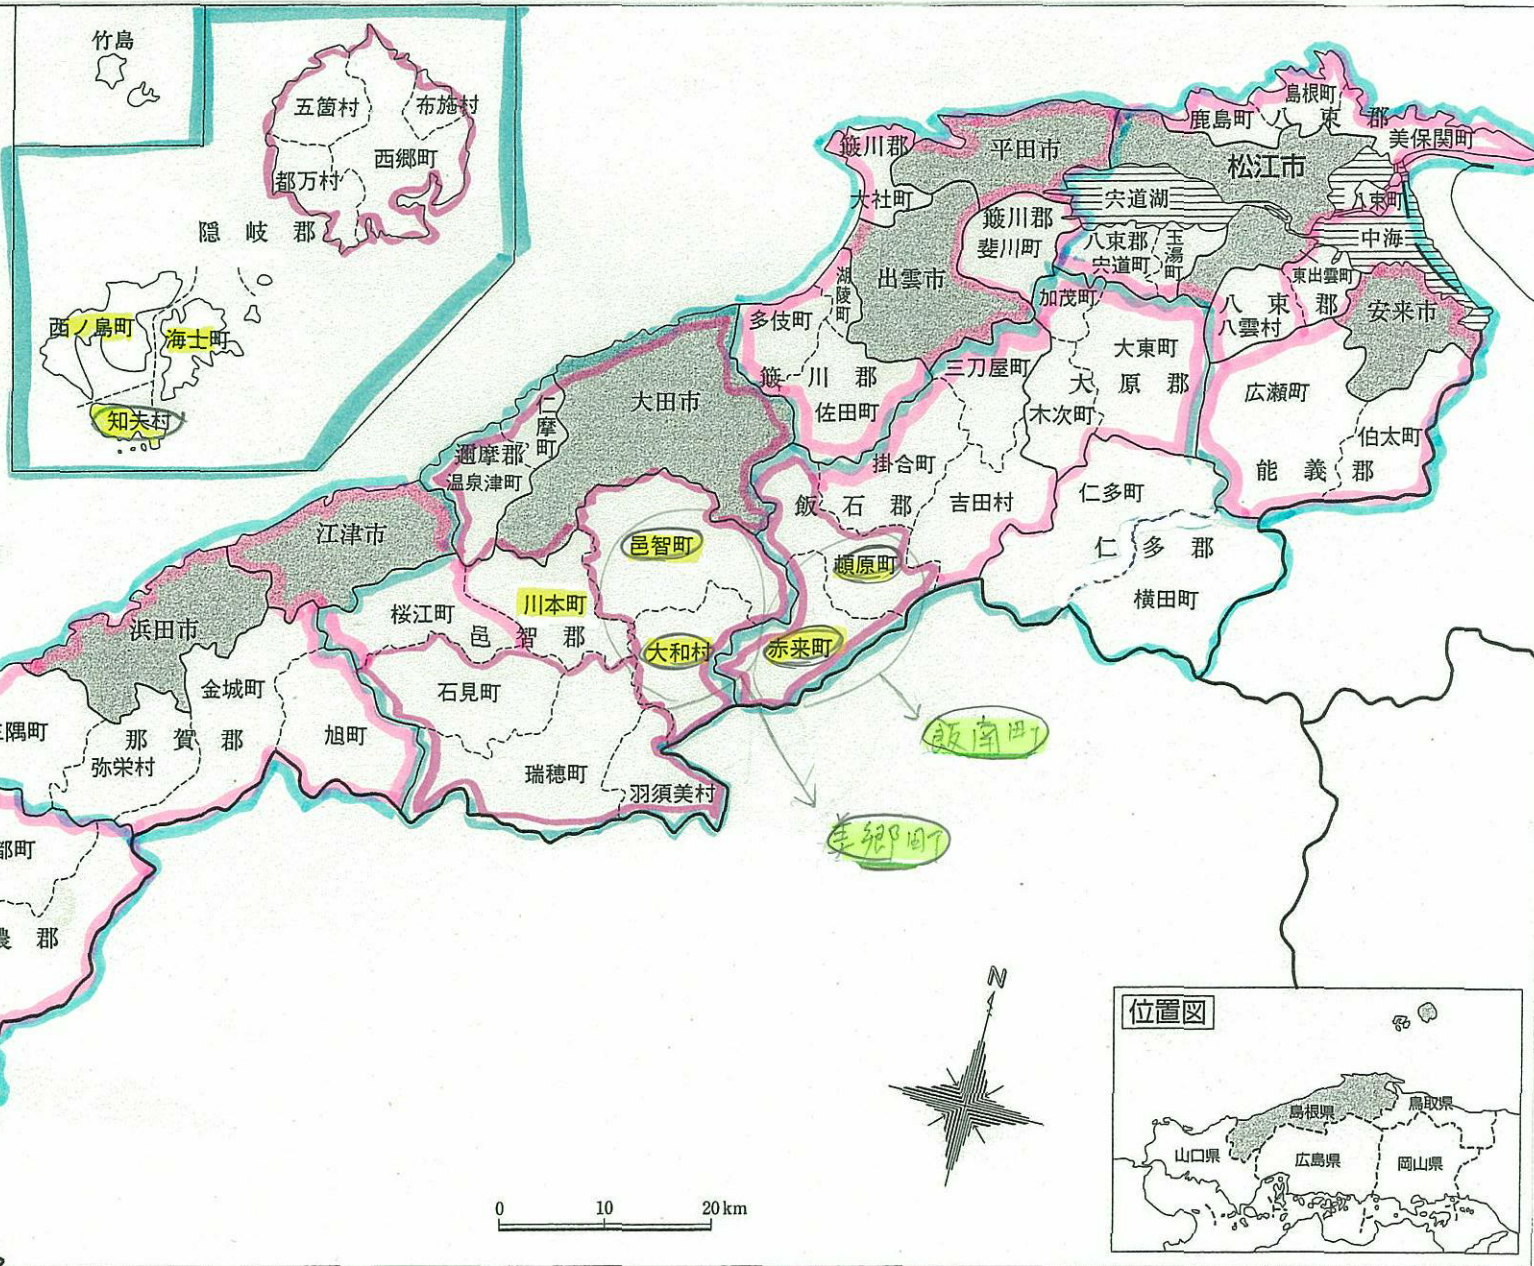 竹島
五箇村
布施村
西郷町
都万村
隠岐郡
西ノ島町
海士町
知夫村
島根町
鹿島町
東郡
美保関町
簸川郡
平田市
松江市
大社町
宍道湖
八束町
簸川郡
斐川町
八東郡
宍道町
玉湯町
中海
出雲市
湖陵町
加茂町
東出雲町
八東郡
八雲村
安来市
多伎町
三刀屋町
大東町
大原郡
広瀬町
簸川郡
佐田町
木次町
伯太町
能義郡
大田市
仁摩町
邇摩郡
温泉津町
掛合町
飯石郡
吉田村
仁多町
仁多郡
横田町
江津市
邑智町
頓原町
川本町
桜江町
邑智郡
大和村
赤来町
浜田市
金城町
石見町
三隅町
那賀郡
弥栄村
旭町
瑞穂町
羽須美村
飯南町
美郷町
都町
郡
N
位置図
島根県
鳥取県
山口県
広島県
岡山県
0 10 20km